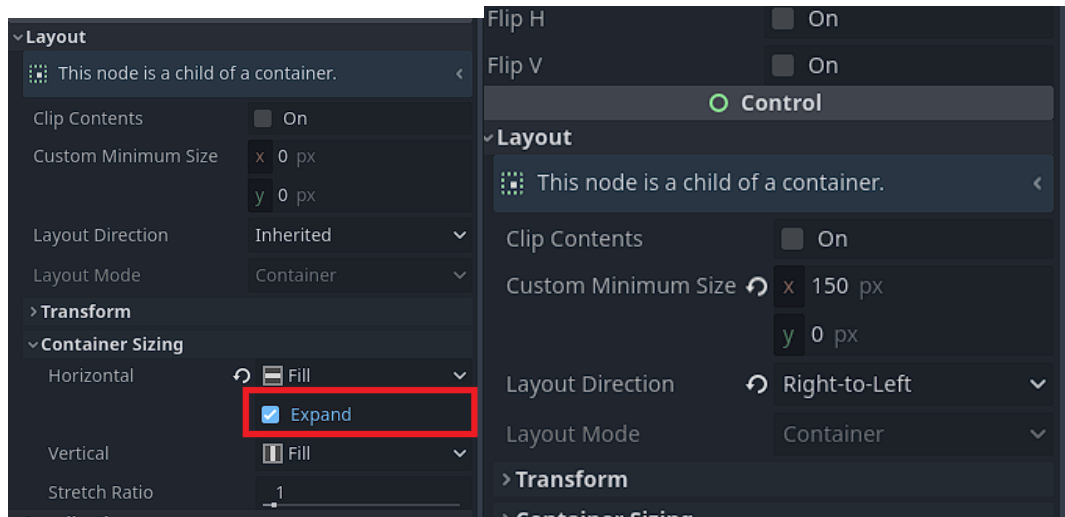 Layout
This node is a child of a container.
Clip Contents On
Custom Minimum Size x 0 px
y 0 px
Layout Direction Inherited
Layout Mode Container
Transform
Container Sizing
Horizontal Fill
Expand
Vertical Fill
Stretch Ratio 1
Flip H On
Flip V On
Control
Layout
This node is a child of a container.
Clip Contents On
Custom Minimum Size x 150 px
y 0 px
Layout Direction Right-to-Left
Layout Mode Container
Transform
Container Sizing